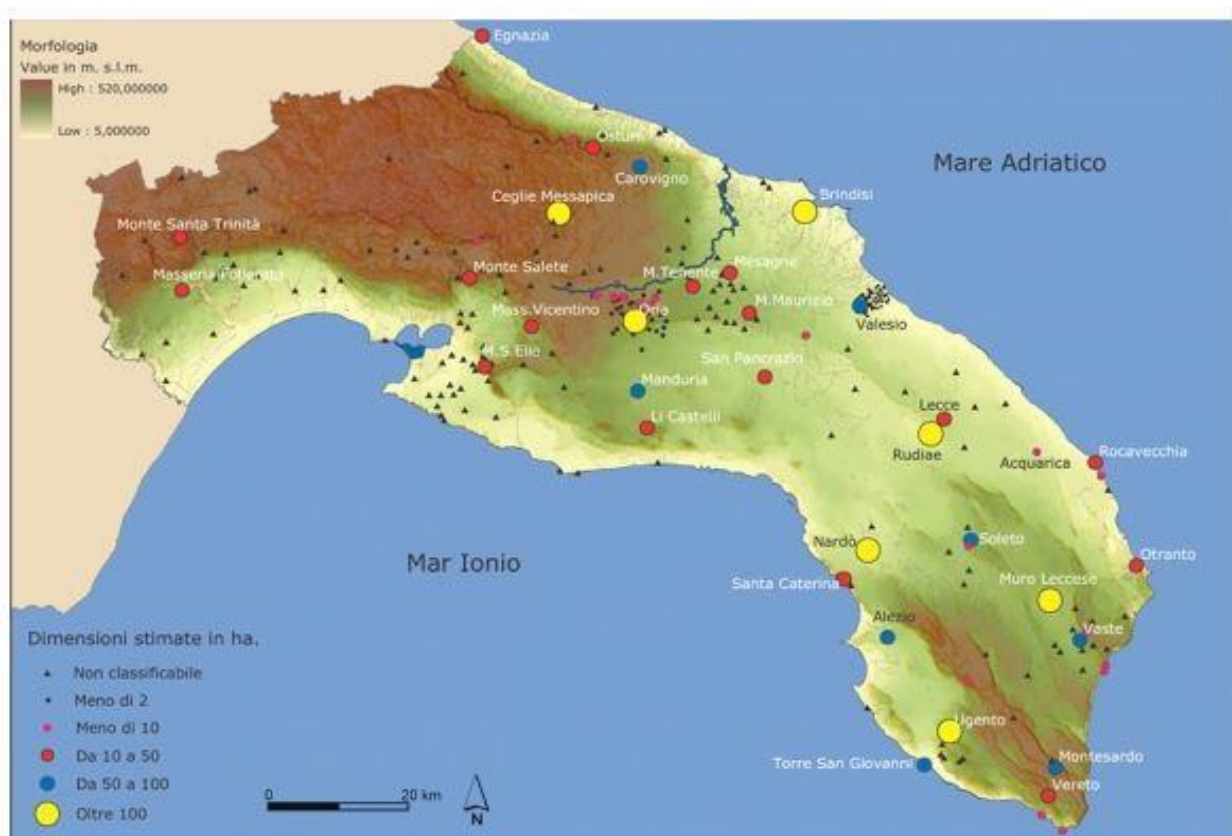 Morfologia
Value in m. s.l.m.
High : 520,000000
Low : 5,000000
Egnazia
Ostuni
Carovigno
Mare Adriatico
Ceglie Messapica
Brindisi
Monte Santa Trinità
Masseria
Monte Salete
M.Tenente
Mesagne
Mass.Vicentino
Oria
M.Maurizio
Valesio
M.S.Elio
San Pancrazio
Manduria
Li Castelli
Lecce
Rudiae
Acquarica
Rocavecchia
Mar Ionio
Nardò
Soleto
Otranto
Santa Caterina
Muro Leccese
Alezio
Vaste
Ugento
Torre San Giovanni
Montesardo
Vereto
Dimensioni stimate in ha.
Non classificabile
Meno di 2
Meno di 10
Da 10 a 50
Da 50 a 100
Oltre 100
0
20 km
N